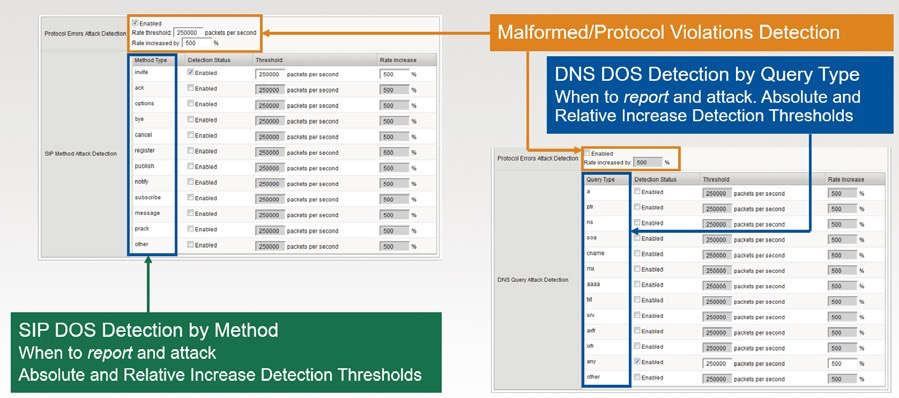 Protocol Errors Attack Detection
Enabled
Rate threshold: 250000 packets per second
Rate increased by: 500 %
Method Type Detection Status Threshold Rate Increase
SIP Method Attack Detection
invite Enabled 250000 packets per second 500 %
ack Enabled 250000 packets per second 500 %
options Enabled 250000 packets per second 500 %
bye Enabled 250000 packets per second 500 %
cancel Enabled 250000 packets per second 500 %
register Enabled 250000 packets per second 500 %
publish Enabled 250000 packets per second 500 %
notify Enabled 250000 packets per second 500 %
subscribe Enabled 250000 packets per second 500 %
message Enabled 250000 packets per second 500 %
prack Enabled 250000 packets per second 500 %
other Enabled 250000 packets per second 500 %
SIP DOS Detection by Method
When to report and attack
Absolute and Relative Increase Detection Thresholds
Malformed/Protocol Violations Detection
DNS DOS Detection by Query Type
When to report and attack. Absolute and
Relative Increase Detection Thresholds
Protocol Errors Attack Detection
Enabled
Rate increased by: 500 %
Query Type Detection Status Threshold Rate Increase
DNS Query Attack Detection
a Enabled 250000 packets per second 500 %
ptr Enabled 250000 packets per second 500 %
ns Enabled 250000 packets per second 500 %
soa Enabled 250000 packets per second 500 %
cname Enabled 250000 packets per second 500 %
mx Enabled 250000 packets per second 500 %
aaaa Enabled 250000 packets per second 500 %
txt Enabled 250000 packets per second 500 %
srv Enabled 250000 packets per second 500 %
axfr Enabled 250000 packets per second 500 %
ixfr Enabled 250000 packets per second 500 %
any Enabled 250000 packets per second 500 %
other Enabled 250000 packets per second 500 %